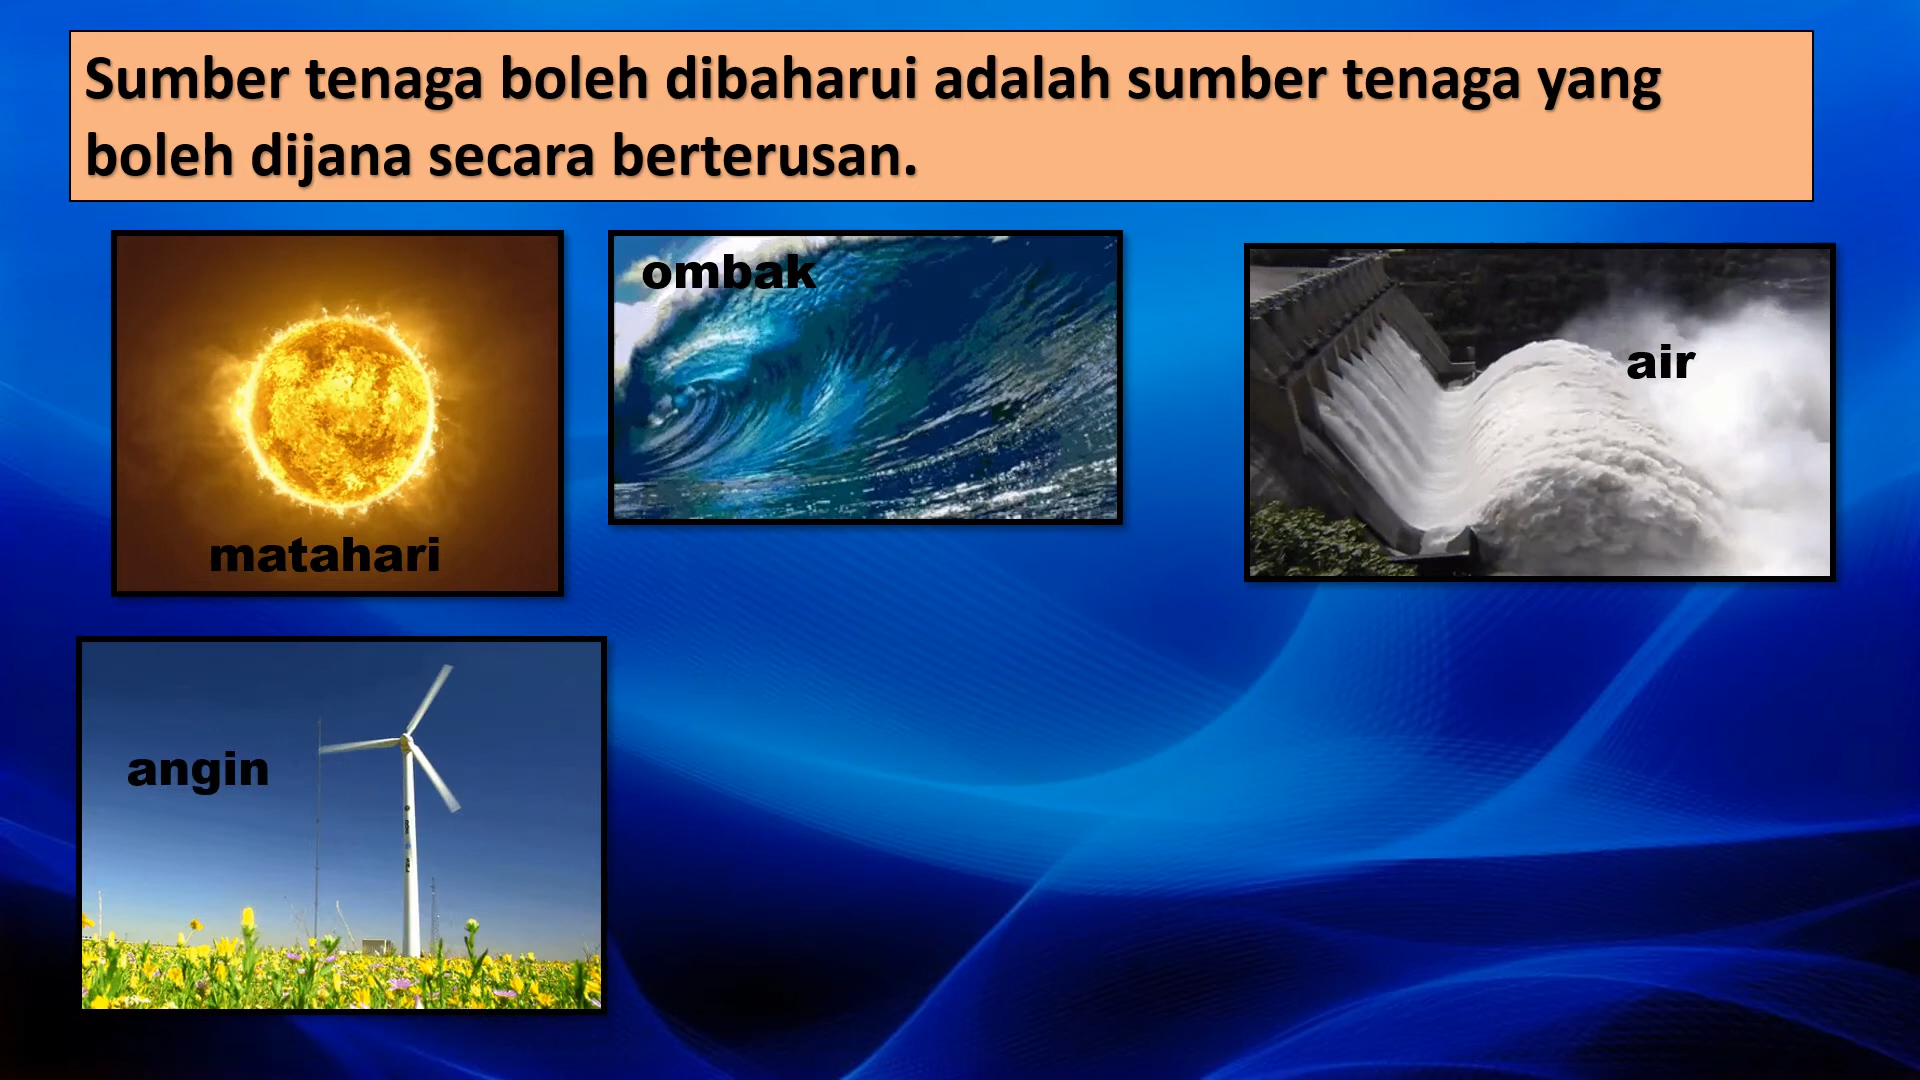 Sumber tenaga boleh dibaharui adalah sumber tenaga yang
boleh dijana secara berterusan.
matahari
ombak
air
angin